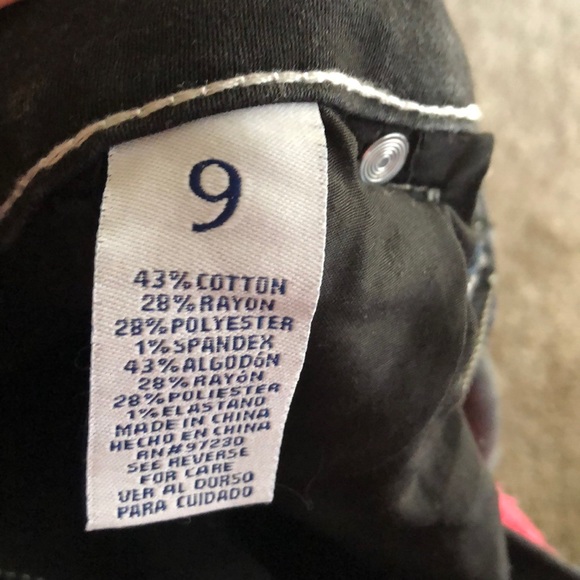 9
43% COTTON
28% RAYON
28% POLYESTER
1% SPANDEX
43% ALGODÓN
28% RAYÓN
28% POLIÉSTER
1% ELASTANO
MADE IN CHINA
HECHO EN CHINA
RN#97230
SEE REVERSE
FOR CARE
VER AL DORSO
PARA CUIDADO